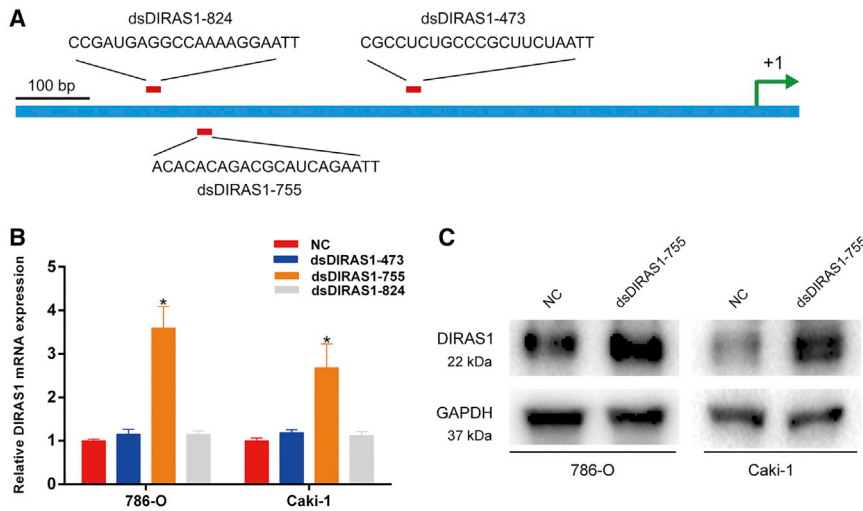 A
dsDIRAS1-824
dsDIRAS1-473
CCGAUGAGGCCAAAAGGAATT
CGCCUCUGCCCGCUUCUAATT
+1
100 bp
ACACACAGACGCAUCAGAATT
dsDIRAS1-755
B
NC
dsDIRAS1-473
dsDIRAS1-755
dsDIRAS1-824
Relative DIRAS1 mRNA expression
5
4
3
2
1
0
*
*
786-O
Caki-1
C
NC
dsDIRAS1-755
NC
dsDIRAS1-755
DIRAS1
22 kDa
GAPDH
37 kDa
786-O
Caki-1